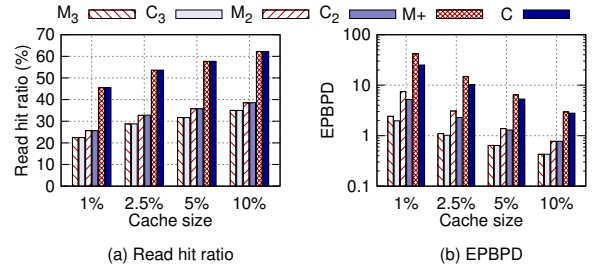 M3 C3 M2 C2 M+ C
Read hit ratio (%)
70
60
50
40
30
20
10
0
1% 2.5% 5% 10%
Cache size
(a) Read hit ratio
EPBPD
100
10
1
0.1
1% 2.5% 5% 10%
Cache size
(b) EPBPD